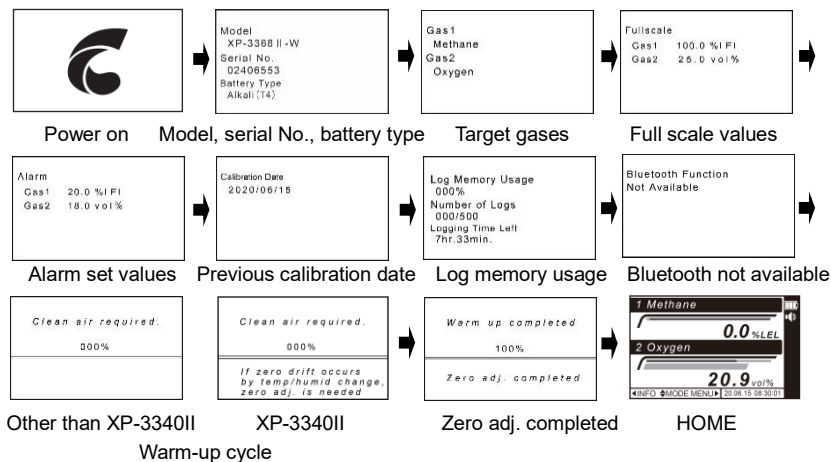 Model
XP-3368Ⅱ-W
Serial No.
02406553
Battery Type
Alkali(T4)
Gas1
Methane
Gas2
Oxygen
Fullscale
Gas1 100.0 %LEL
Gas2 25.0 vol%
Power on
Model, serial No., battery type
Target gases
Full scale values
Alarm
Gas1 20.0 %LEL
Gas2 18.0 vol%
Calibration Date
2020/06/15
Log Memory Usage
000%
Number of Logs
000/500
Logging Time Left
7hr.33min.
Bluetooth Function
Not Available
Alarm set values
Previous calibration date
Log memory usage
Bluetooth not available
Clean air required.
000%
Clean air required.
000%
If zero drift occurs
by temp/humid change,
zero adj. is needed
Warm up completed
100%
Zero adj. completed
1 Methane
0.0 %LEL
2 Oxygen
20.9 vol%
◀INFO ◆MODE MENU▶ 20.06.15 08:30:01
Other than XP-3340II
XP-3340II
Zero adj. completed
HOME
Warm-up cycle